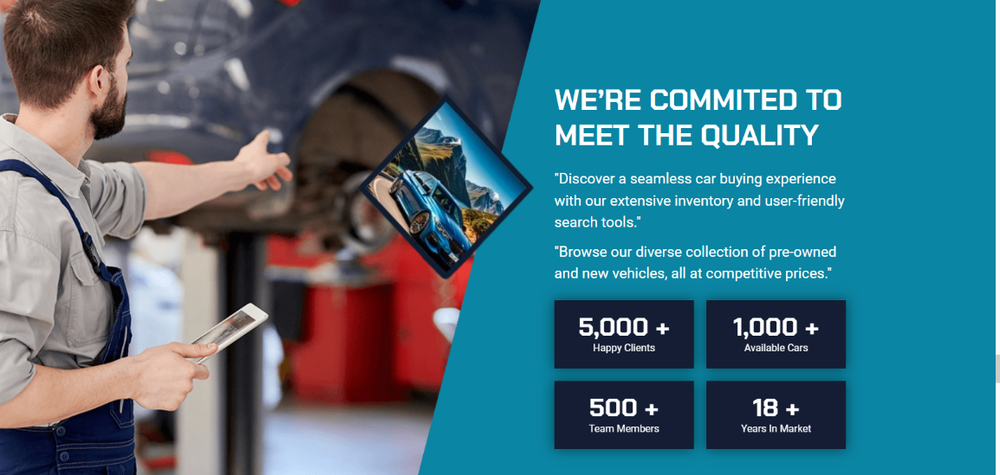 WE'RE COMMITED TO
MEET THE QUALITY
"Discover a seamless car buying experience
with our extensive inventory and user-friendly
search tools."
"Browse our diverse collection of pre-owned
and new vehicles, all at competitive prices."
5,000 +
Happy Clients
1,000 +
Available Cars
500 +
Team Members
18 +
Years In Market